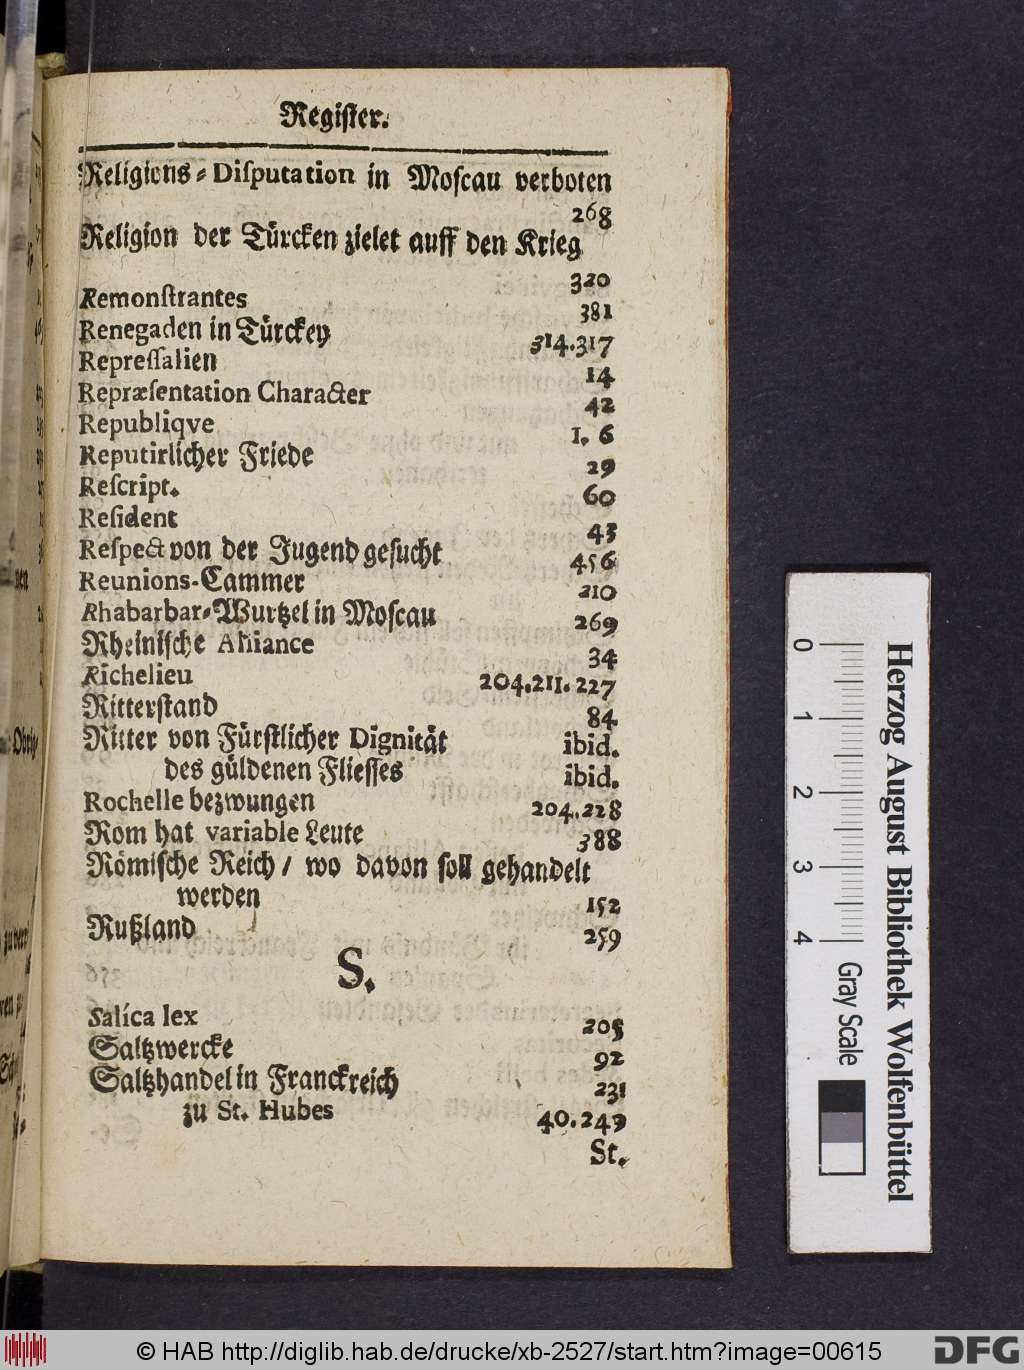 Register.
Religions-Disputation in Moscau verboten
268
Religion der Türcken zielet auff den Krieg
320
Remonstrantes 381
Renegaden in Türckey 314.317
Repressalien 14
Repræsentation Character 42
Republiqve 1. 6
Reputirlicher Friede 29
Rescript. 60
Resident 43
Respect von der Jugend gesucht 456
Reunions-Cammer 210
Rhabarbar-Wurtzel in Moscau 269
Rheinische Alliance 34
Richelieu 204.211.227
Ritterstand 84
Ritter von Fürstlicher Dignität ibid.
des güldenen Fliesses ibid.
Rochelle bezwungen 204.228
Rom hat variable Leute 388
Römische Reich / wo davon soll gehandelt
werden 152
Rußland 259
S.
Salica lex 205
Saltzwercke 92
Saltzhandel in Franckreich 231
zu St. Hubes 40.249
St.
0 1 2 3 4
Herzog August Bibliothek Wolfenbüttel
Gray Scale
© HAB http://diglib.hab.de/drucke/xb-2527/start.htm?image=00615
DFG